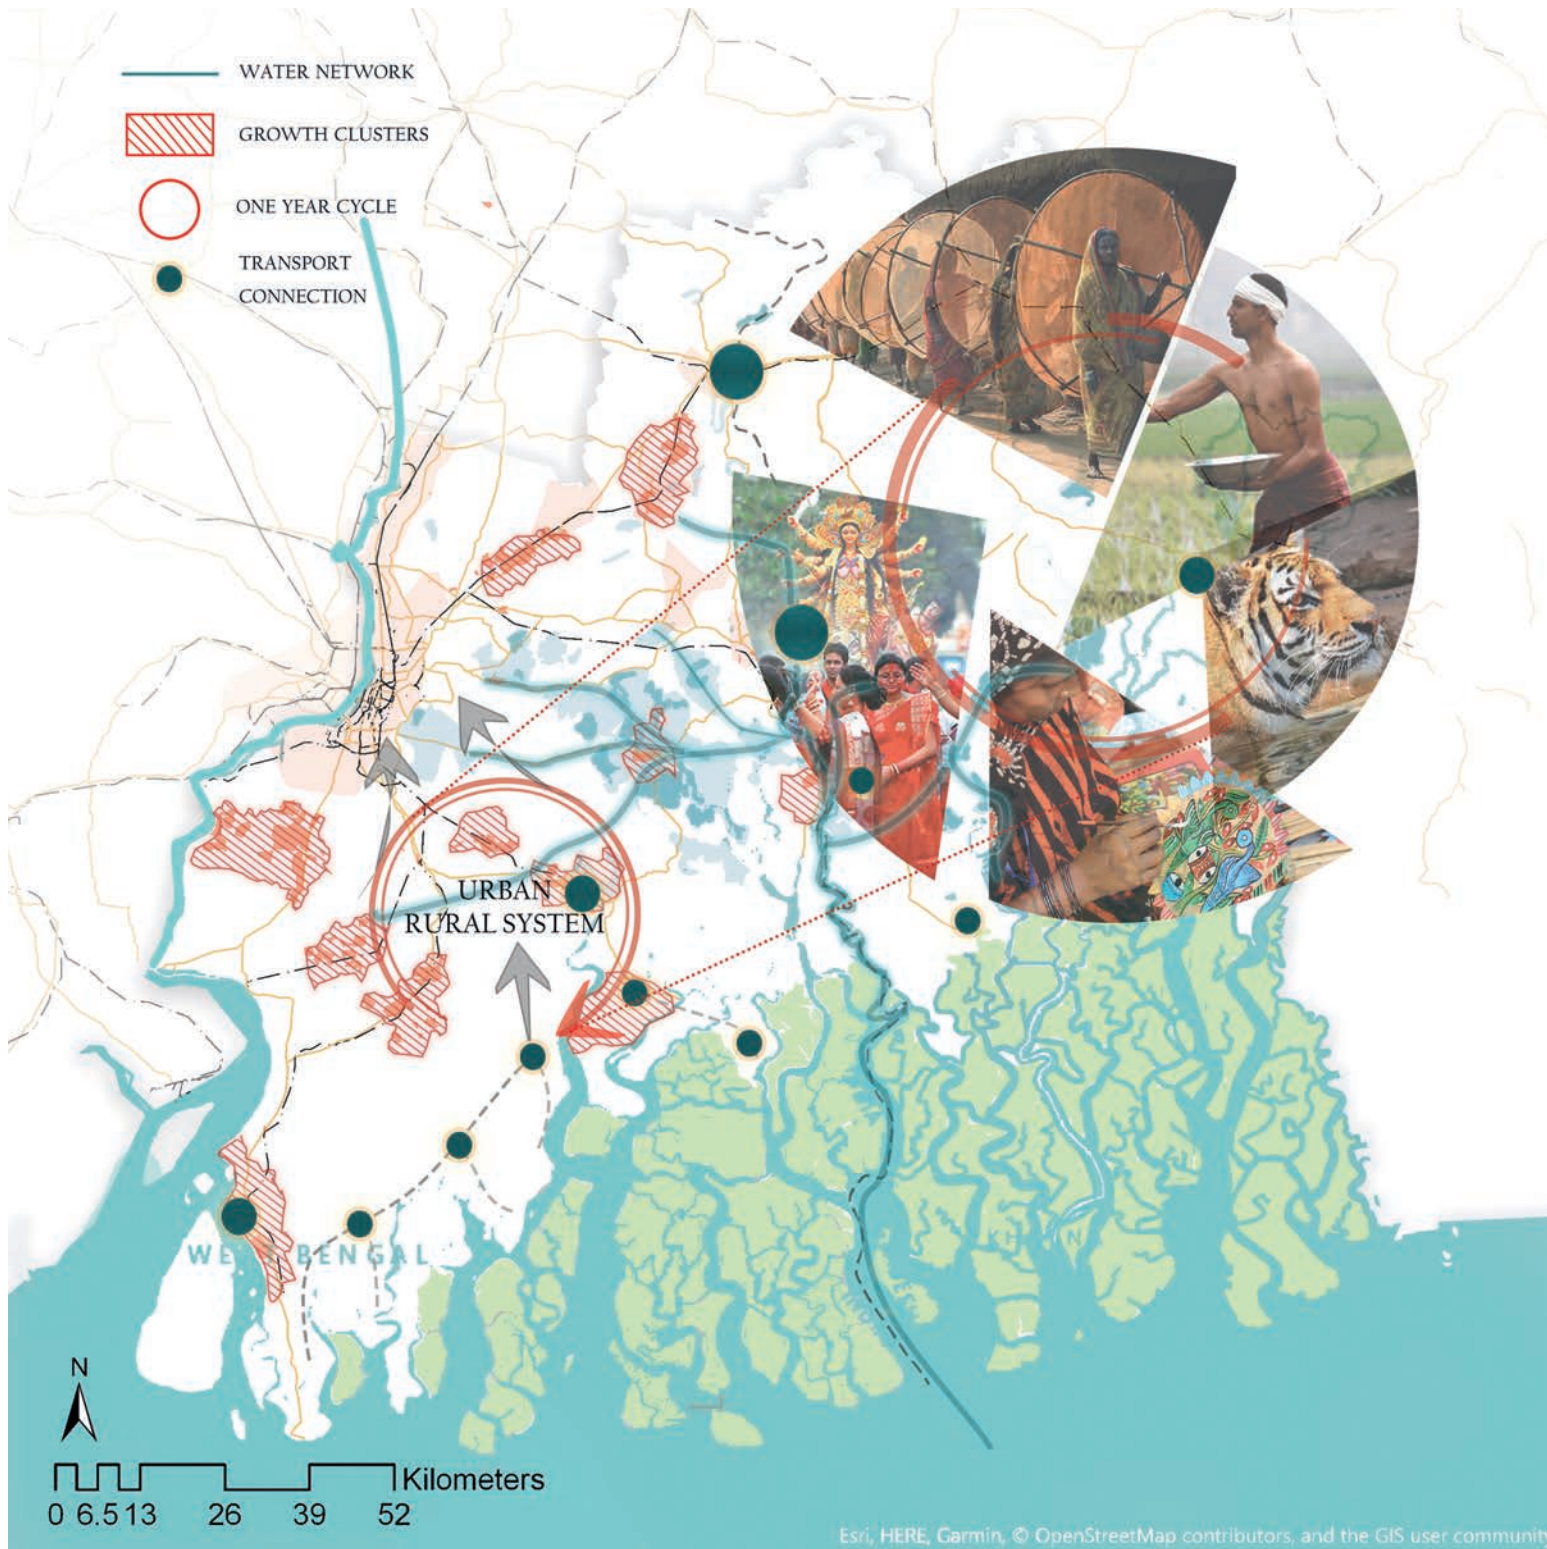 WATER NETWORK
GROWTH CLUSTERS
ONE YEAR CYCLE
TRANSPORT
CONNECTION
URBAN
RURAL SYSTEM
BENGAL
N
Kilometers
0 6.5 13 26 39 52
Esri, HERE, Garmin, © OpenStreetMap contributors, and the GIS user